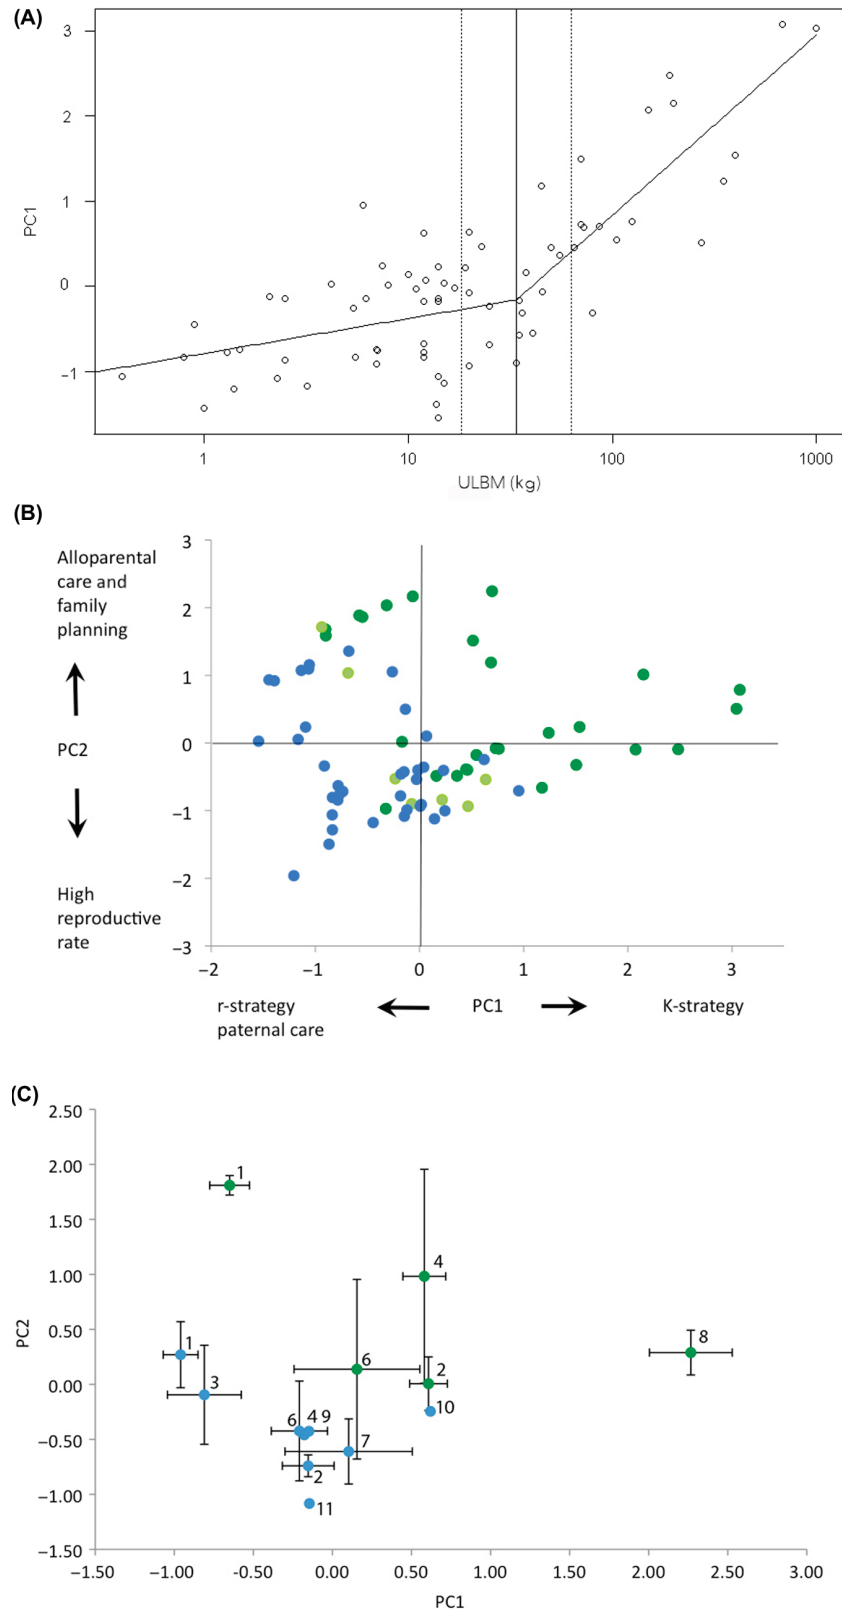 (A)
3
2
1
0
−1
PC1
1
10
100
1000
ULBM (kg)
(B)
Alloparental
care and
family
planning
PC2
High
reproductive
rate
3
2
1
0
−1
−2
−3
−2
−1
0
1
2
3
r-strategy
paternal care
PC1
K-strategy
(C)
2.50
2.00
1.50
1.00
0.50
0.00
−0.50
−1.00
−1.50
PC2
1
4
8
1
6
2
3
10
6
4 9
7
2
11
−1.50
−1.00
-0.50
0.00
0.50
1.00
1.50
2.00
2.50
3.00
PC1